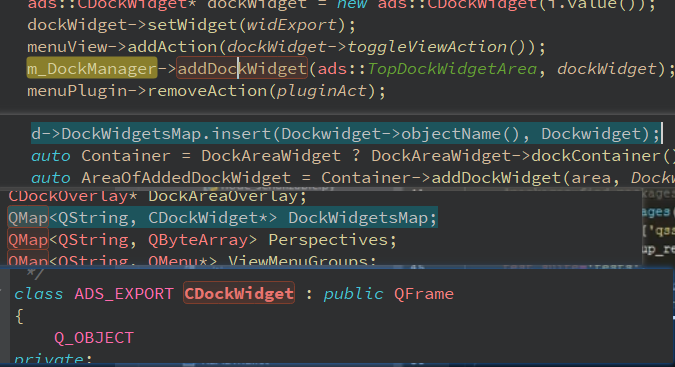 ads::CDockWidget* dockWidget = new ads::CDockWidget(i.value());
dockWidget->setWidget(widExport);
menuView->addAction(dockWidget->toggleViewAction());
m_DockManager->addDockWidget(ads::TopDockWidgetArea, dockWidget);
menuPlugin->removeAction(pluginAct);
d->DockWidgetsMap.insert(Dockwidget->objectName(), Dockwidget);
auto Container = DockAreaWidget ? DockAreaWidget->dockContainer()
auto AreaOfAddedDockWidget = Container->addDockWidget(area, Dock
CDockOverlay* DockAreaOverlay;
QMap<QString, CDockWidget*> DockWidgetsMap;
QMap<QString, QByteArray> Perspectives;
QMap<QString, QMenu*> ViewMenuGroups;
*/
class ADS_EXPORT CDockWidget : public QFrame
{
Q_OBJECT
private: